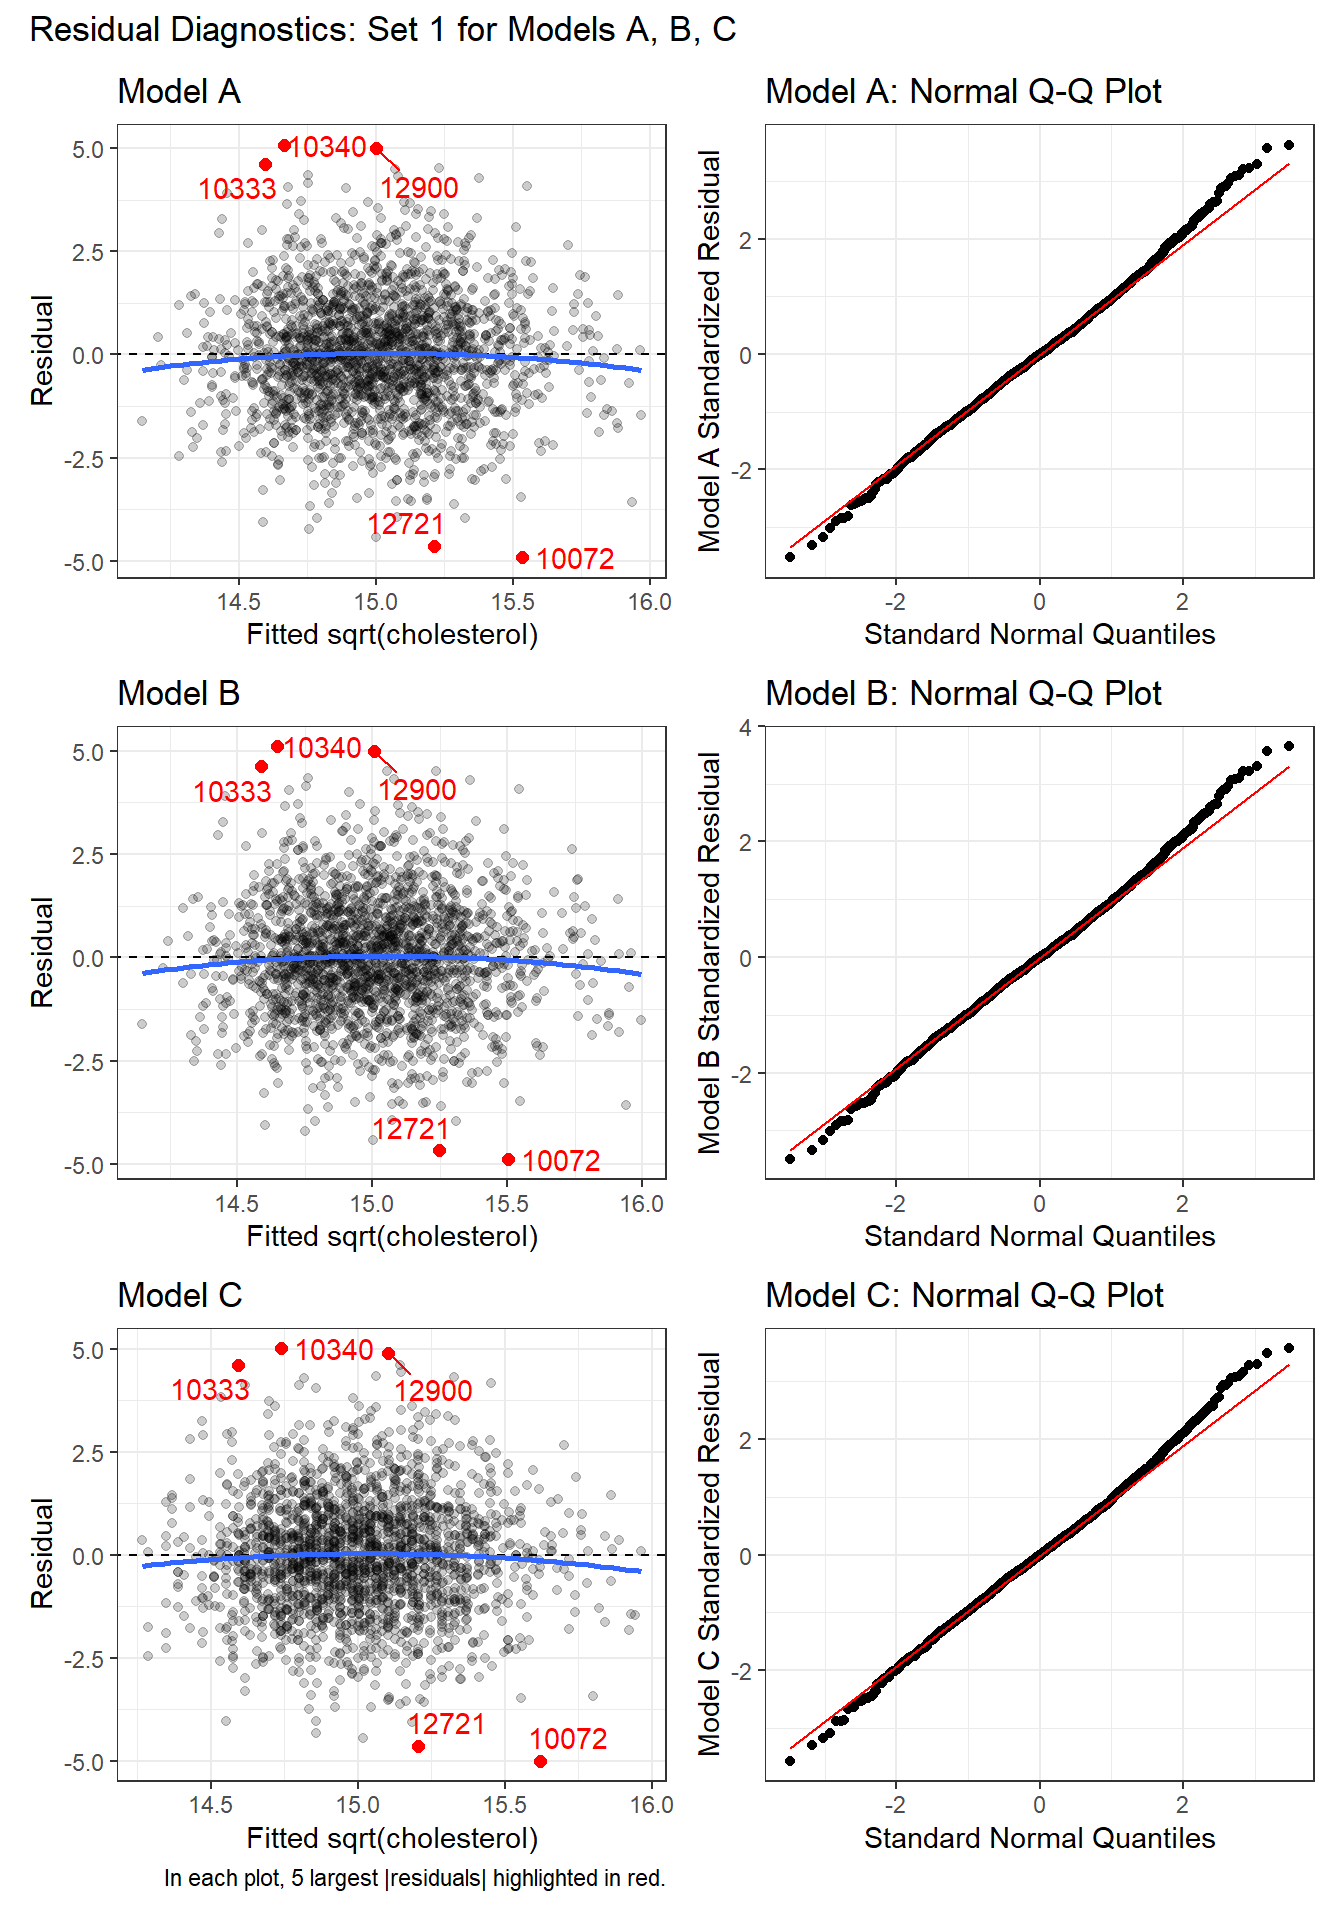 Residual Diagnostics: Set 1 for Models A, B, C
Model A
Residual
5.0
2.5
0.0
-2.5
-5.0
10340
10333
12900
12721
10072
14.5 15.0 15.5 16.0
Fitted sqrt(cholesterol)
Model A: Normal Q-Q Plot
Model A Standardized Residual
2
0
-2
-2 0 2
Standard Normal Quantiles
Model B
Residual
5.0
2.5
0.0
-2.5
-5.0
10340
10333
12900
12721
10072
14.5 15.0 15.5 16.0
Fitted sqrt(cholesterol)
Model B: Normal Q-Q Plot
Model B Standardized Residual
4
2
0
-2
-2 0 2
Standard Normal Quantiles
Model C
Residual
5.0
2.5
0.0
-2.5
-5.0
10340
10333
12900
12721
10072
14.5 15.0 15.5 16.0
Fitted sqrt(cholesterol)
In each plot, 5 largest |residuals| highlighted in red.
Model C: Normal Q-Q Plot
Model C Standardized Residual
2
0
-2
-2 0 2
Standard Normal Quantiles